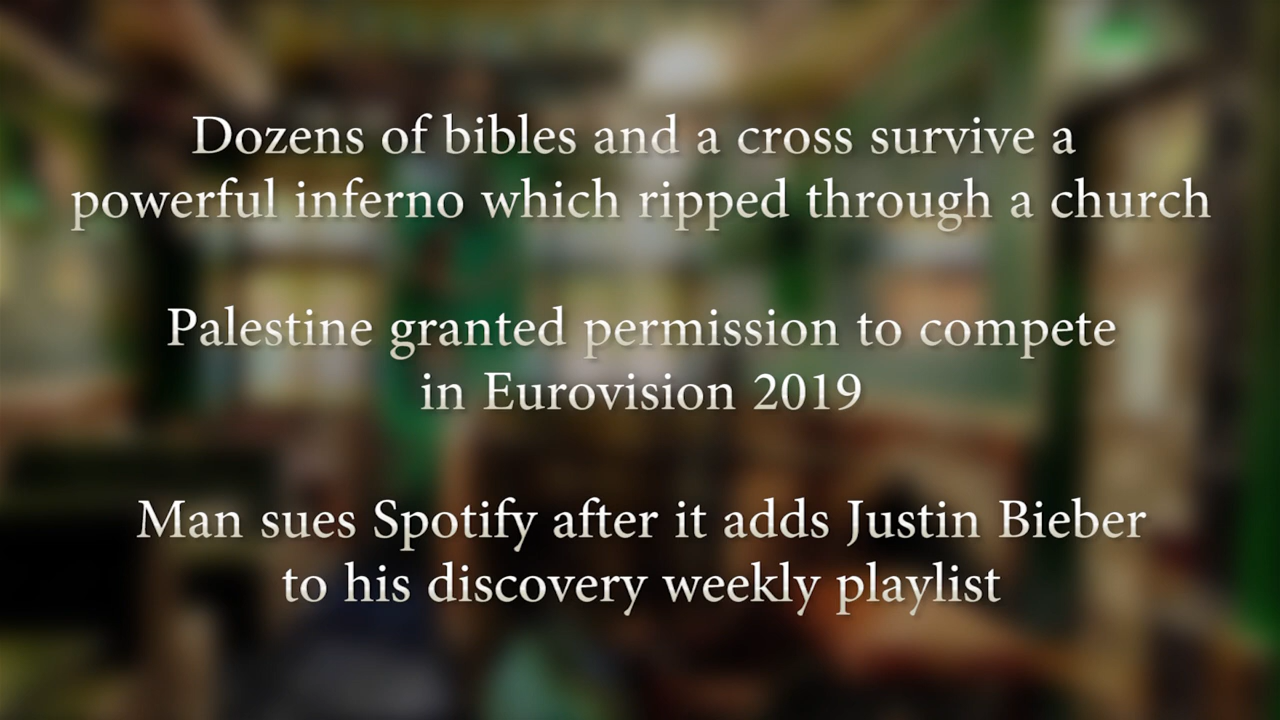 Dozens of bibles and a cross survive a
powerful inferno which ripped through a church
Palestine granted permission to compete
in Eurovision 2019
Man sues Spotify after it adds Justin Bieber
to his discovery weekly playlist